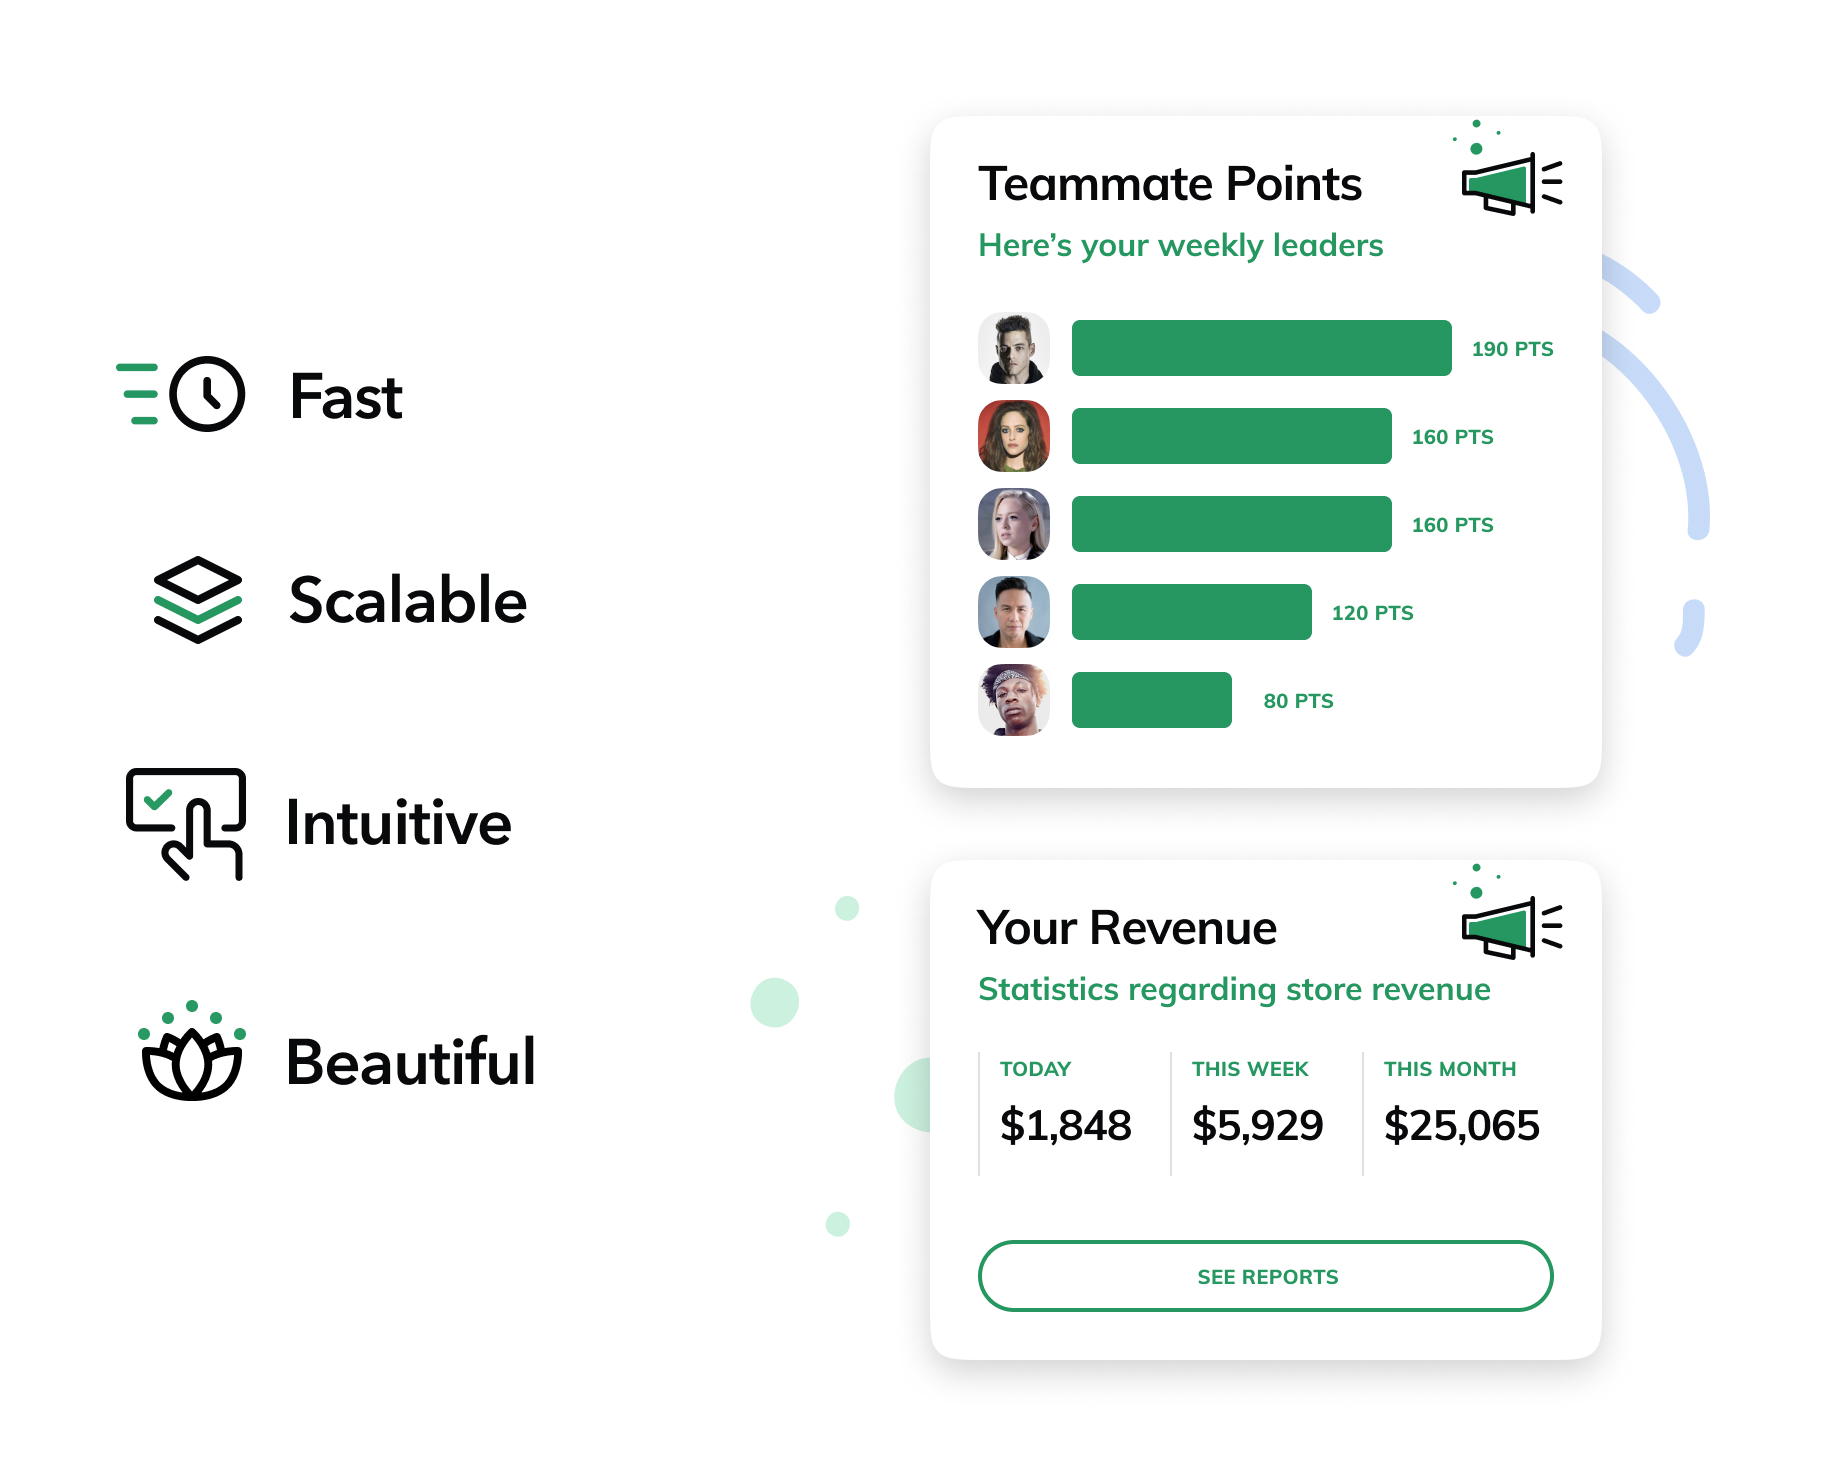 Fast
Scalable
Intuitive
Beautiful
Teammate Points
Here’s your weekly leaders
190 PTS
160 PTS
160 PTS
120 PTS
80 PTS
Your Revenue
Statistics regarding store revenue
TODAY
$1,848
THIS WEEK
$5,929
THIS MONTH
$25,065
SEE REPORTS